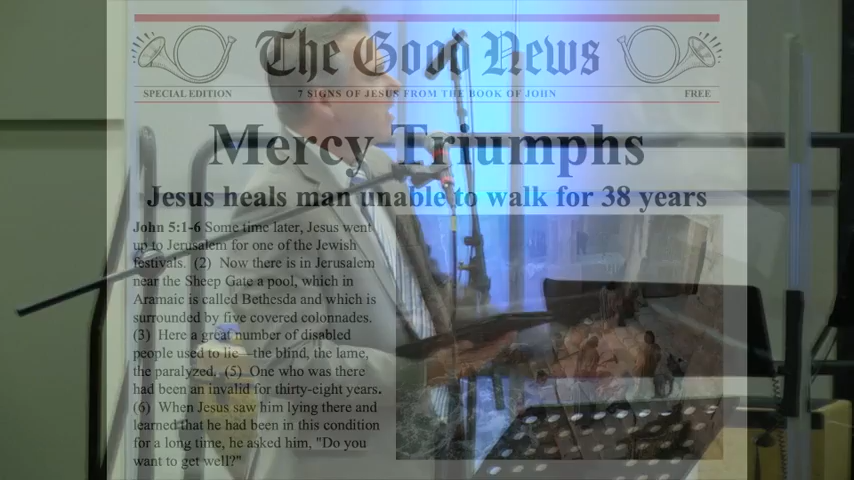 The Good News
SPECIAL EDITION 7 SIGNS OF JESUS FROM THE BOOK OF JOHN FREE
Mercy Triumphs
Jesus heals man unable to walk for 38 years
John 5:1-6 Some time later, Jesus went
up to Jerusalem for one of the Jewish
festivals. (2) Now there is in Jerusalem
near the Sheep Gate a pool, which in
Aramaic is called Bethesda and which is
surrounded by five covered colonnades.
(3) Here a great number of disabled
people used to lie—the blind, the lame,
the paralyzed. (5) One who was there
had been an invalid for thirty-eight years.
(6) When Jesus saw him lying there and
learned that he had been in this condition
for a long time, he asked him, "Do you
want to get well?"